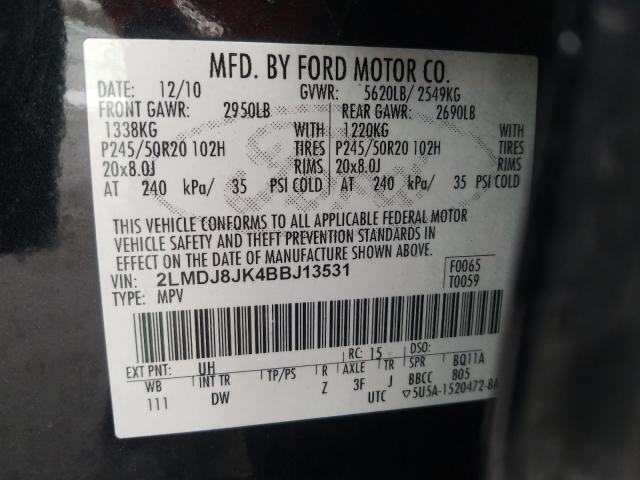 MFD. BY FORD MOTOR CO.
DATE: 12/10 GVWR: 5620LB/ 2549KG
FRONT GAWR: 2950LB REAR GAWR: 2690LB
1338KG WITH 1220KG WITH
P245/50R20 102H TIRES P245/50R20 102H TIRES
20x8.0J RIMS 20x8.0J RIMS
AT 240 kPa/ 35 PSI COLD AT 240 kPa/ 35 PSI COLD
THIS VEHICLE CONFORMS TO ALL APPLICABLE FEDERAL MOTOR
VEHICLE SAFETY AND THEFT PREVENTION STANDARDS IN
EFFECT ON THE DATE OF MANUFACTURE SHOWN ABOVE.
VIN: 2LMDJ8JK4BBJ13531 F0065
TYPE: MPV T0059
EXT PNT: UH RC: 15 DSO:
WB INT TR TP/PS R AXLE TR SPR BQ11A
111 DW Z 3F J BBCC 805
UTC ▽5U5A-1520472-BA